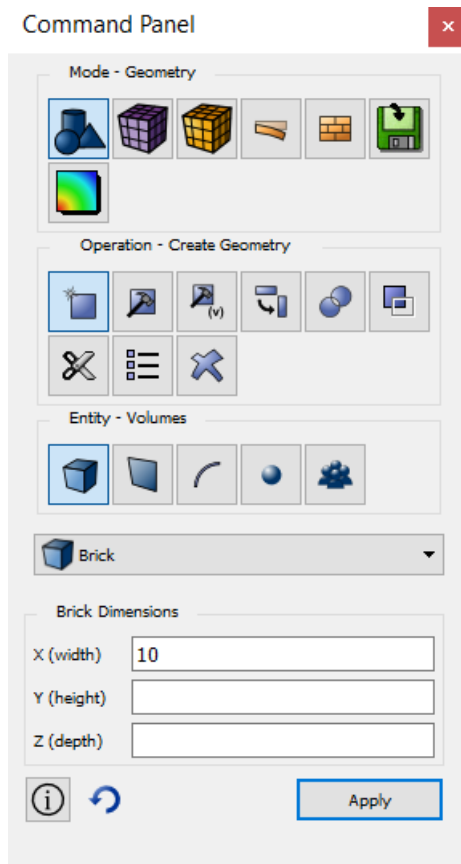 Command Panel
Mode - Geometry
(v)
Operation - Create Geometry
Entity - Volumes
Brick
Brick Dimensions
X (width) 10
Y (height)
Z (depth)
Apply